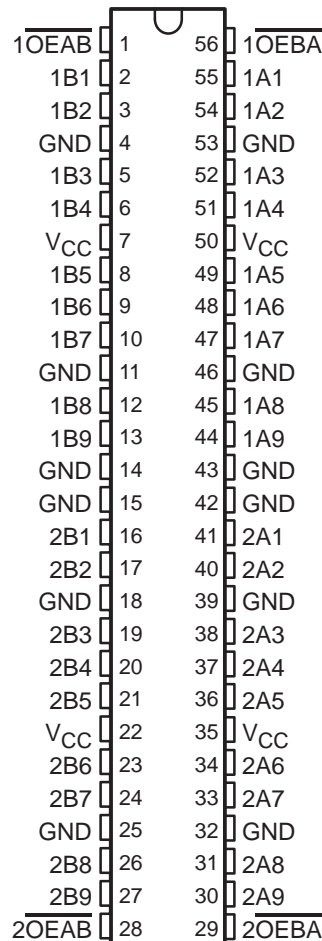 1OEAB 1 56 1OEBA
1B1 2 55 1A1
1B2 3 54 1A2
GND 4 53 GND
1B3 5 52 1A3
1B4 6 51 1A4
VCC 7 50 VCC
1B5 8 49 1A5
1B6 9 48 1A6
1B7 10 47 1A7
GND 11 46 GND
1B8 12 45 1A8
1B9 13 44 1A9
GND 14 43 GND
GND 15 42 GND
2B1 16 41 2A1
2B2 17 40 2A2
GND 18 39 GND
2B3 19 38 2A3
2B4 20 37 2A4
2B5 21 36 2A5
VCC 22 35 VCC
2B6 23 34 2A6
2B7 24 33 2A7
GND 25 32 GND
2B8 26 31 2A8
2B9 27 30 2A9
2OEAB 28 29 2OEBA